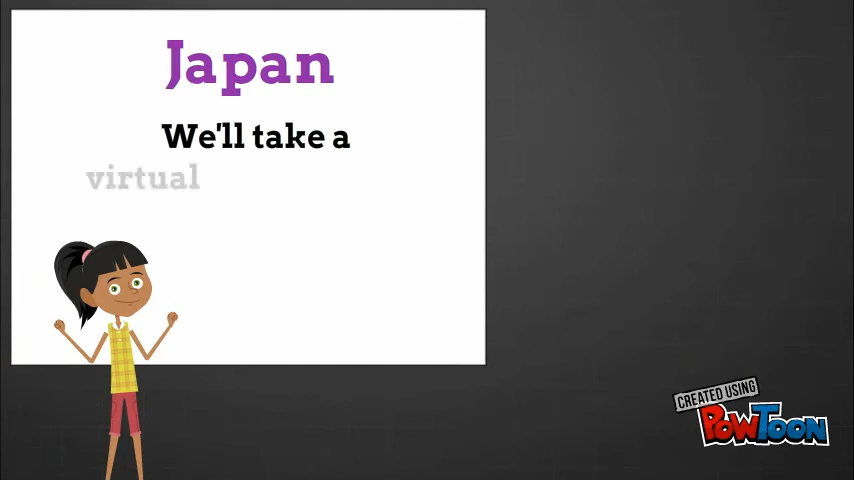 Japan
We'll take a
virtual
CREATED USING
POWTOON